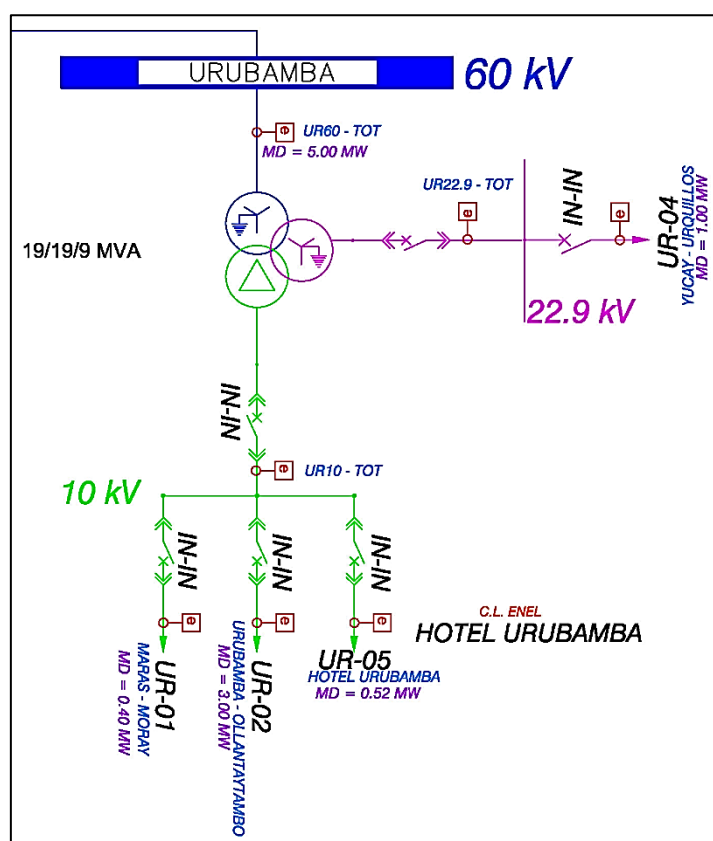 URUBAMBA
60 kV
e
UR60 - TOT
MD = 5.00 MW
19/19/9 MVA
UR22.9 - TOT
e
IN-IN
e
UR-04
YUCAY - URQUILLOS
MD = 1.00 MW
22.9 kV
IN-IN
e
UR10 - TOT
10 kV
IN-IN
IN-IN
IN-IN
e
e
e
C.L. ENEL
HOTEL URUBAMBA
UR-01
MARAS - MORAY
MD = 0.40 MW
UR-02
URUBAMBA - OLLANTAYTAMBO
MD = 3.00 MW
UR-05
HOTEL URUBAMBA
MD = 0.52 MW